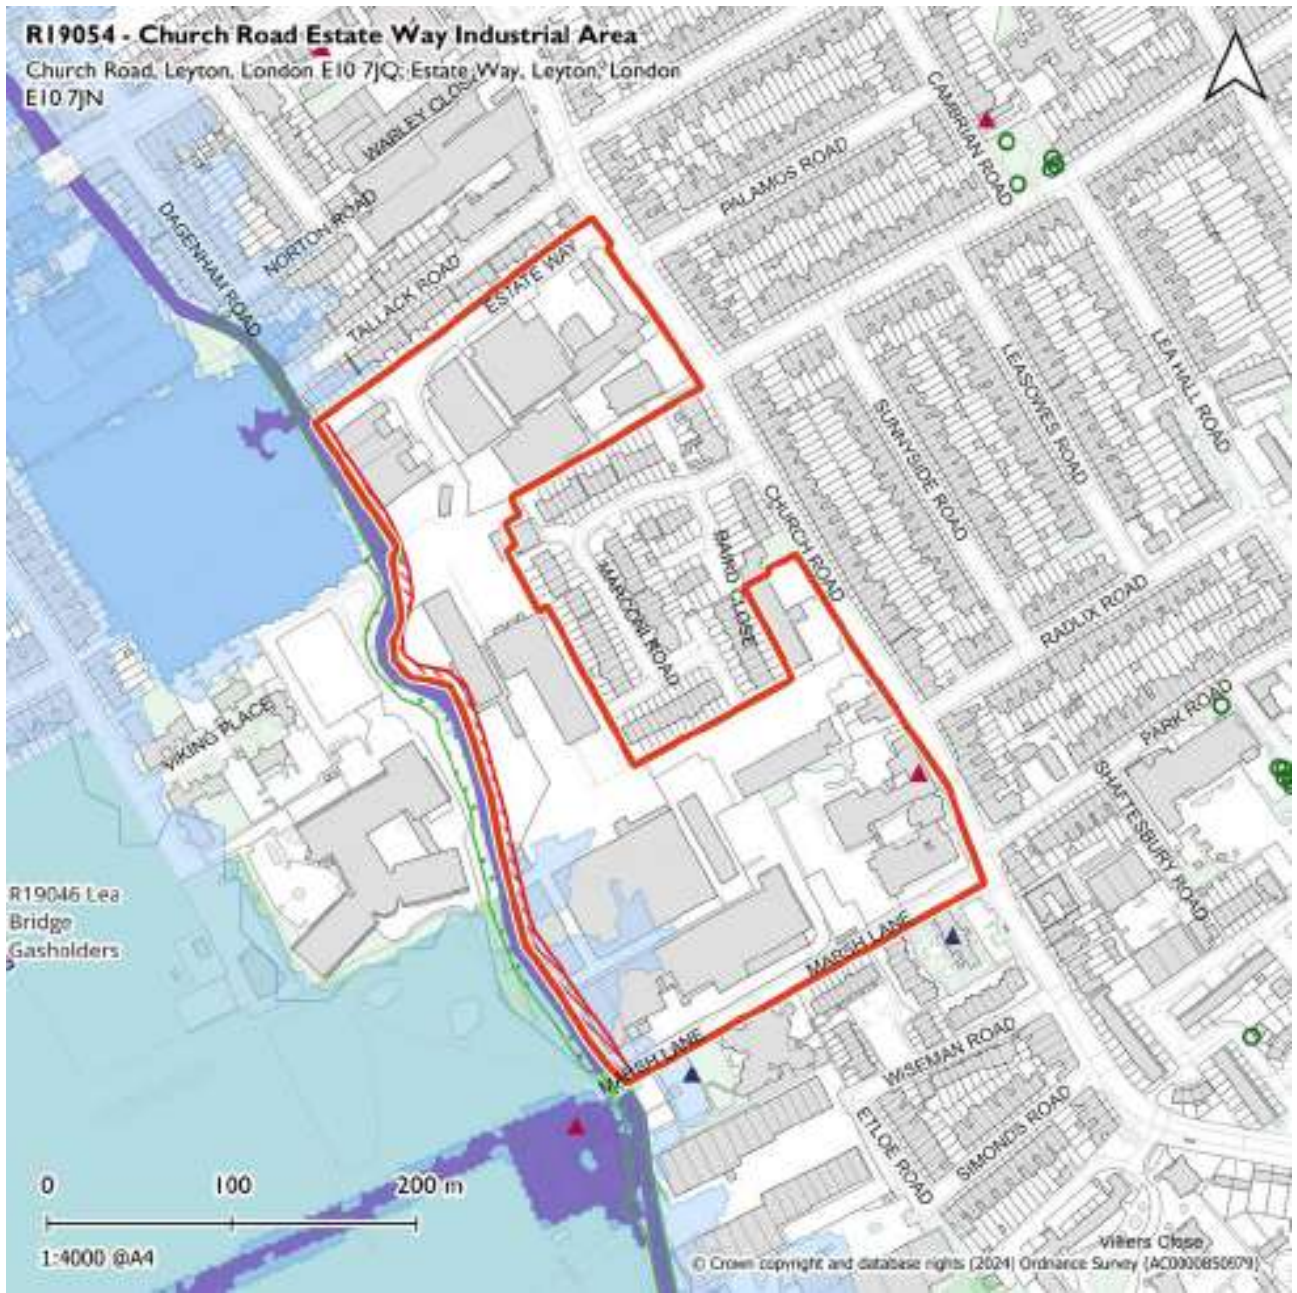 R19054 - Church Road Estate Way Industrial Area
Church Road, Leyton, London E10 7JQ; Estate Way, Leyton, London
E10 7JN
WARLEY CLOSE
CAMBRIAN ROAD
PALAMOS ROAD
DAGENHAM ROAD
NORTON ROAD
TALLACK ROAD
ESTATE WAY
LEA HALL ROAD
LEASOWES ROAD
SUNNYSIDE ROAD
CHURCH ROAD
BAIRD CLOSE
MARCONI ROAD
RADLIX ROAD
PARK ROAD
VIKING PLACE
SHAFTESBURY ROAD
R19046 Lea
Bridge
Gasholders
MARSH LANE
MARSH LANE
WISEMAN ROAD
ETLOE ROAD
SIMONDS ROAD
0 100 200 m
1:4000 @A4
Villiers Close
© Crown copyright and database rights (2024) Ordnance Survey (AC0000850979)